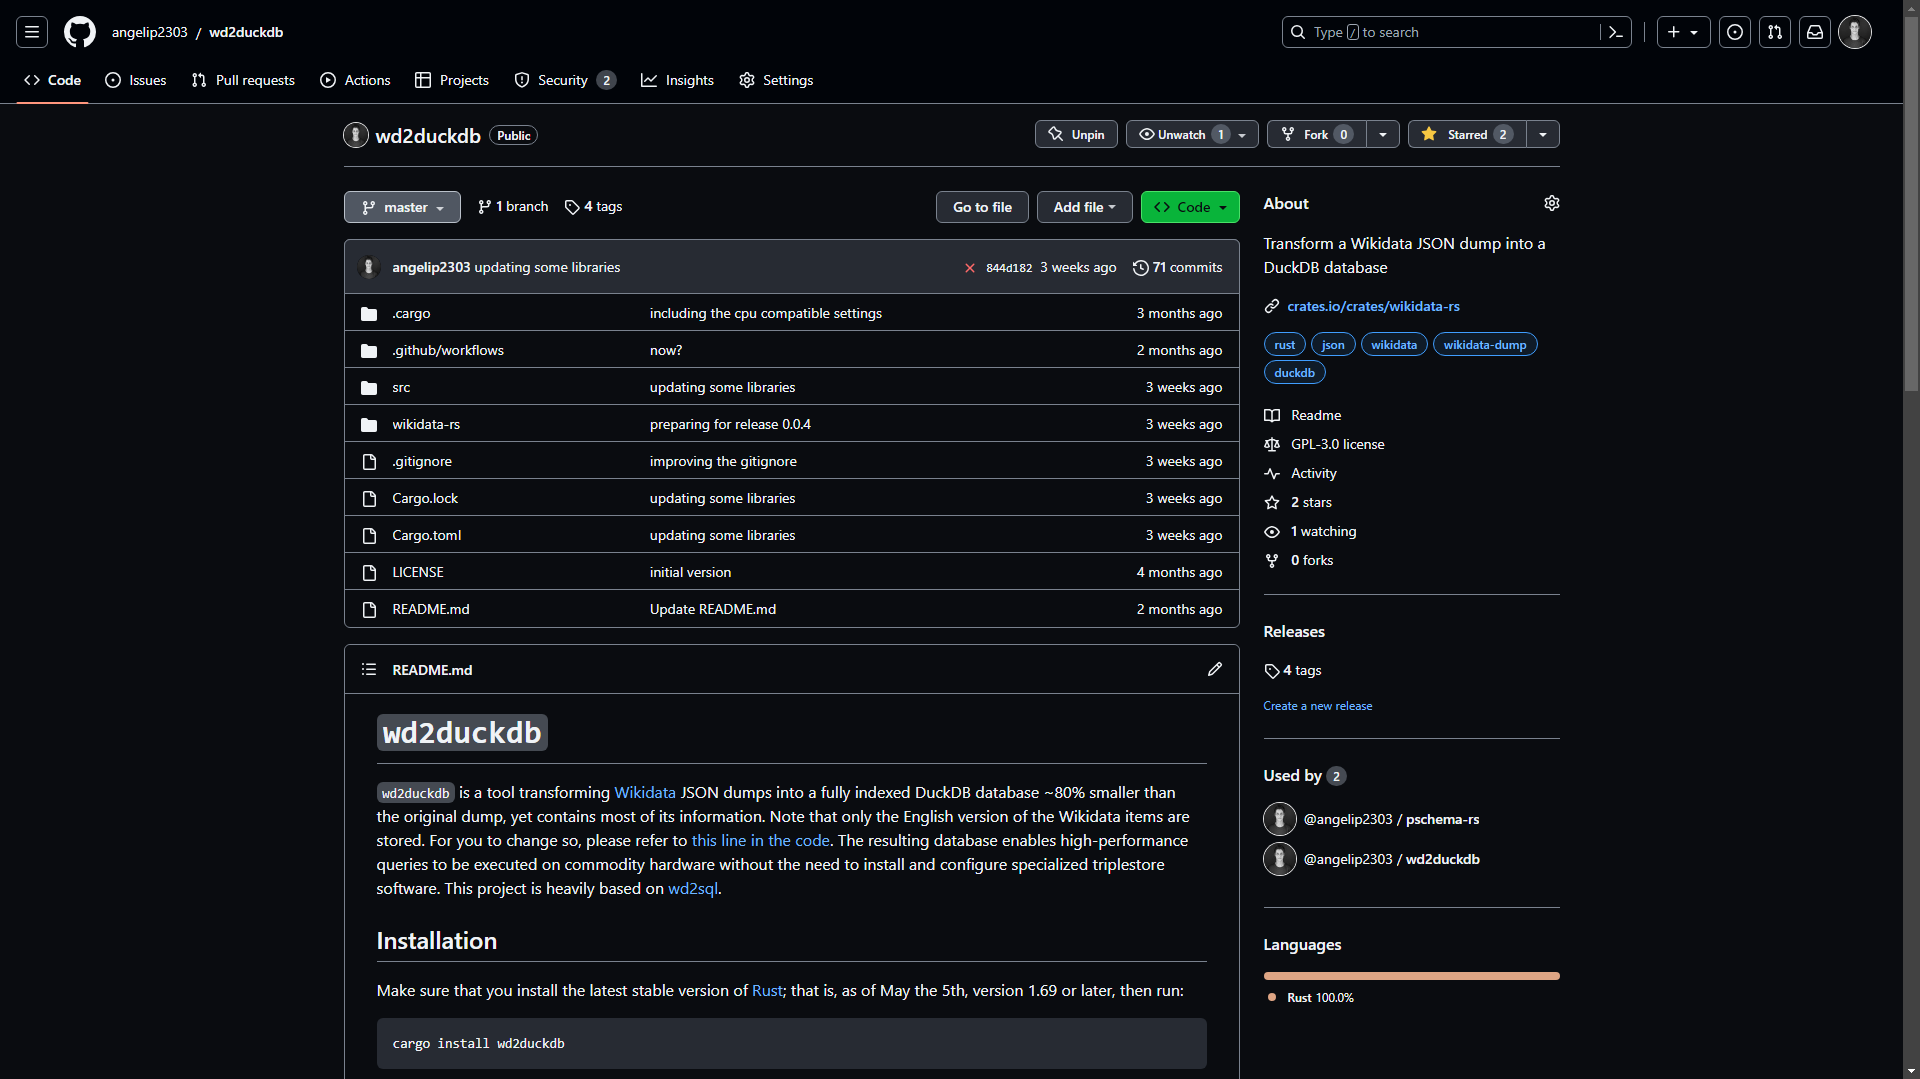 angelip2303 / wd2duckdb
Type / to search
Code Issues Pull requests Actions Projects Security 2 Insights Settings
wd2duckdb Public
Unpin Unwatch 1 Fork 0 Starred 2
master 1 branch 4 tags Go to file Add file Code
angelip2303 updating some libraries 844d182 3 weeks ago 71 commits
.cargo including the cpu compatible settings 3 months ago
.github/workflows now? 2 months ago
src updating some libraries 3 weeks ago
wikidata-rs preparing for release 0.0.4 3 weeks ago
.gitignore improving the gitignore 3 weeks ago
Cargo.lock updating some libraries 3 weeks ago
Cargo.toml updating some libraries 3 weeks ago
LICENSE initial version 4 months ago
README.md Update README.md 2 months ago
README.md
wd2duckdb
wd2duckdb is a tool transforming Wikidata JSON dumps into a fully indexed DuckDB database ~80% smaller than
the original dump, yet contains most of its information. Note that only the English version of the Wikidata items are
stored. For you to change so, please refer to this line in the code. The resulting database enables high-performance
queries to be executed on commodity hardware without the need to install and configure specialized triplestore
software. This project is heavily based on wd2sql.
Installation
Make sure that you install the latest stable version of Rust; that is, as of May the 5th, version 1.69 or later, then run:
cargo install wd2duckdb
About
Transform a Wikidata JSON dump into a
DuckDB database
crates.io/crates/wikidata-rs
rust json wikidata wikidata-dump
duckdb
Readme
GPL-3.0 license
Activity
2 stars
1 watching
0 forks
Releases
4 tags
Create a new release
Used by 2
@angelip2303 / pschema-rs
@angelip2303 / wd2duckdb
Languages
Rust 100.0%